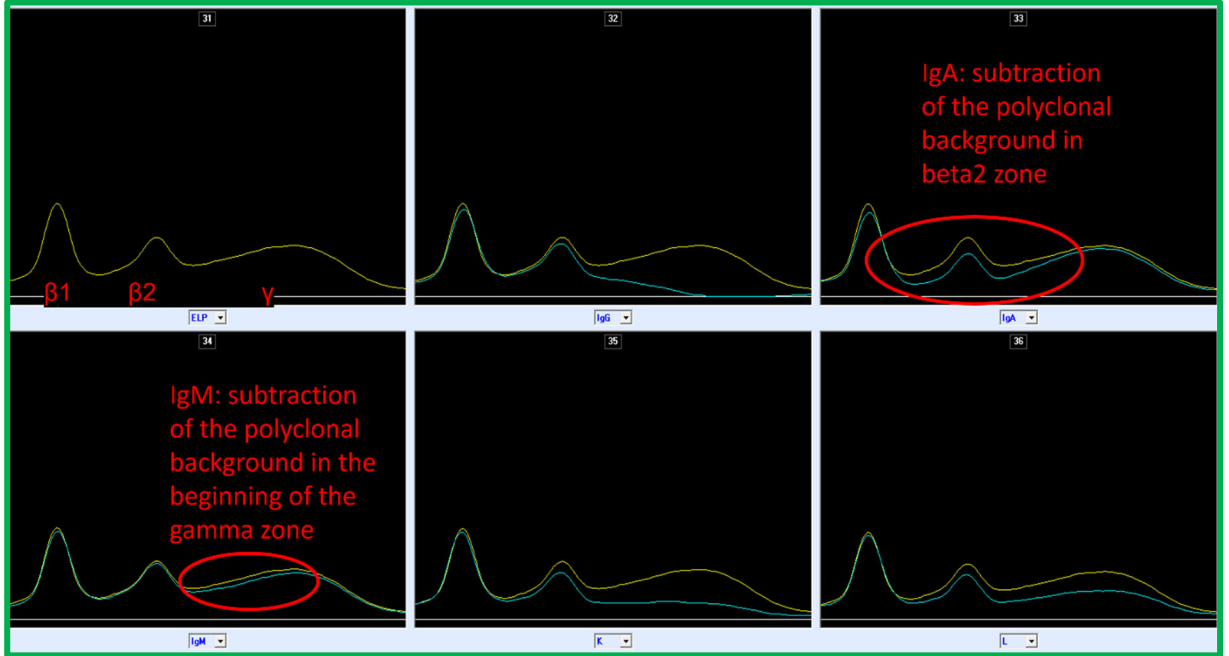 31
32
33
IgA: subtraction
of the polyclonal
background in
beta2 zone
β1 β2 γ
ELP
IgG
IgA
34
35
36
IgM: subtraction
of the polyclonal
background in the
beginning of the
gamma zone
IgM
K
L